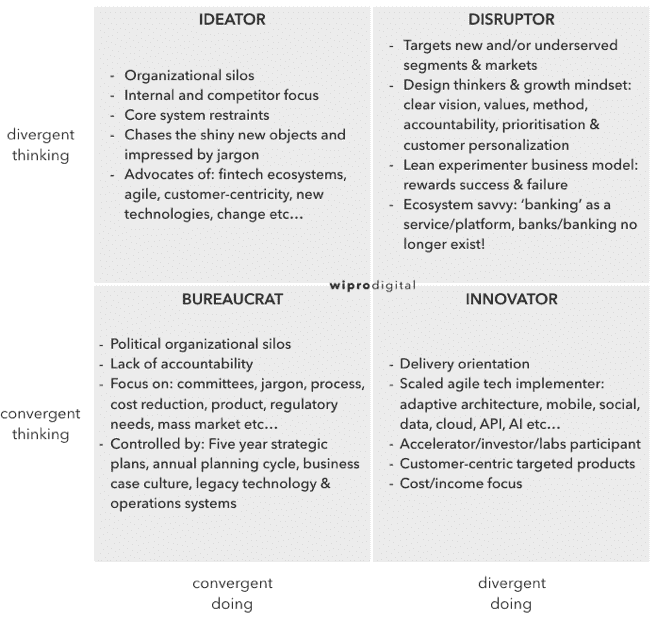 IDEATOR
- Organizational silos
- Internal and competitor focus
- Core system restraints
- Chases the shiny new objects and
impressed by jargon
- Advocates of: fintech ecosystems,
agile, customer-centricity, new
technologies, change etc…
DISRUPTOR
- Targets new and/or underserved
segments & markets
- Design thinkers & growth mindset:
clear vision, values, method,
accountability, prioritisation &
customer personalization
- Lean experimenter business model:
rewards success & failure
- Ecosystem savvy: ‘banking’ as a
service/platform, banks/banking no
longer exist!
divergent
thinking
wiprodigital
BUREAUCRAT
- Political organizational silos
- Lack of accountability
- Focus on: committees, jargon, process,
cost reduction, product, regulatory
needs, mass market etc…
- Controlled by: Five year strategic
plans, annual planning cycle, business
case culture, legacy technology &
operations systems
INNOVATOR
- Delivery orientation
- Scaled agile tech implementer:
adaptive architecture, mobile, social,
data, cloud, API, AI etc…
- Accelerator/investor/labs participant
- Customer-centric targeted products
- Cost/income focus
convergent
thinking
convergent
doing
divergent
doing